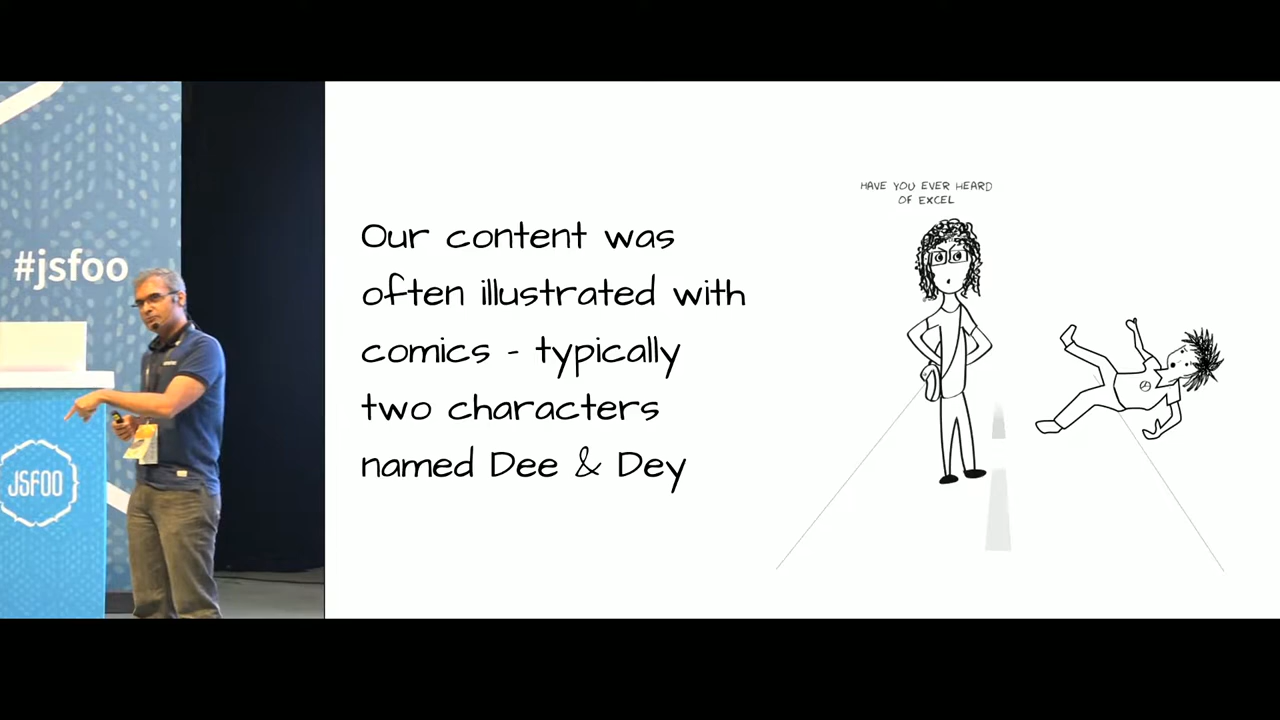 #jsfoo
JSFOO
Our content was
often illustrated with
comics - typically
two characters
named Dee & Dey
HAVE YOU EVER HEARD
OF EXCEL